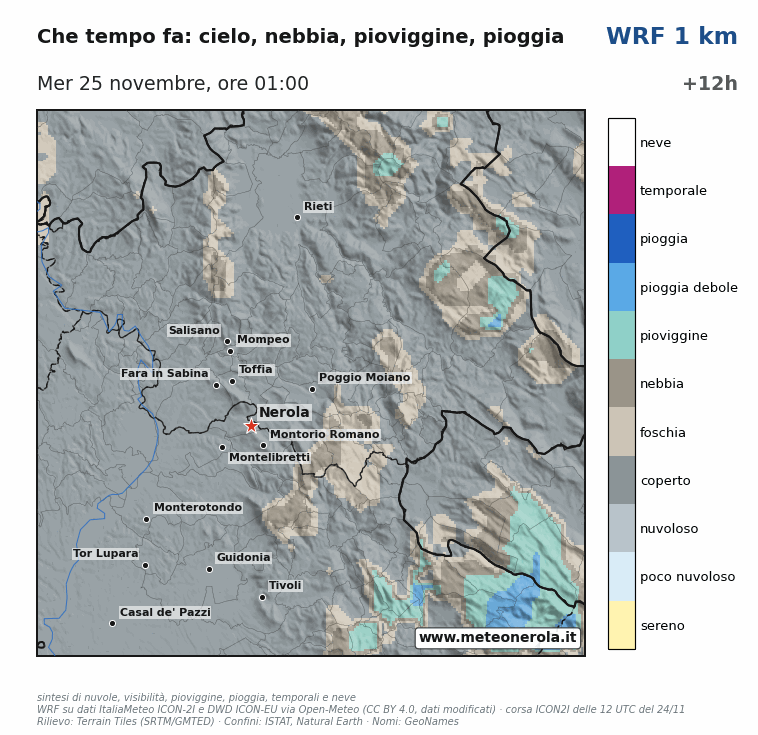 Che tempo fa: cielo, nebbia, pioviggine, pioggia
WRF 1 km
Mer 25 novembre, ore 01:00
+12h
neve
temporale
pioggia
pioggia debole
pioviggine
nebbia
foschia
coperto
nuvoloso
poco nuvoloso
sereno
Rieti
Salisano
Mompeo
Toffia
Fara in Sabina
Poggio Moiano
Nerola
Montorio Romano
Montelibretti
Monterotondo
Tor Lupara
Guidonia
Tivoli
Casal de' Pazzi
www.meteonerola.it
sintesi di nuvole, visibilità, pioviggine, pioggia, temporali e neve
WRF su dati ItaliaMeteo ICON-2I e DWD ICON-EU via Open-Meteo (CC BY 4.0, dati modificati) · corsa ICON2I delle 12 UTC del 24/11
Rilievo: Terrain Tiles (SRTM/GMTED) · Confini: ISTAT, Natural Earth · Nomi: GeoNames